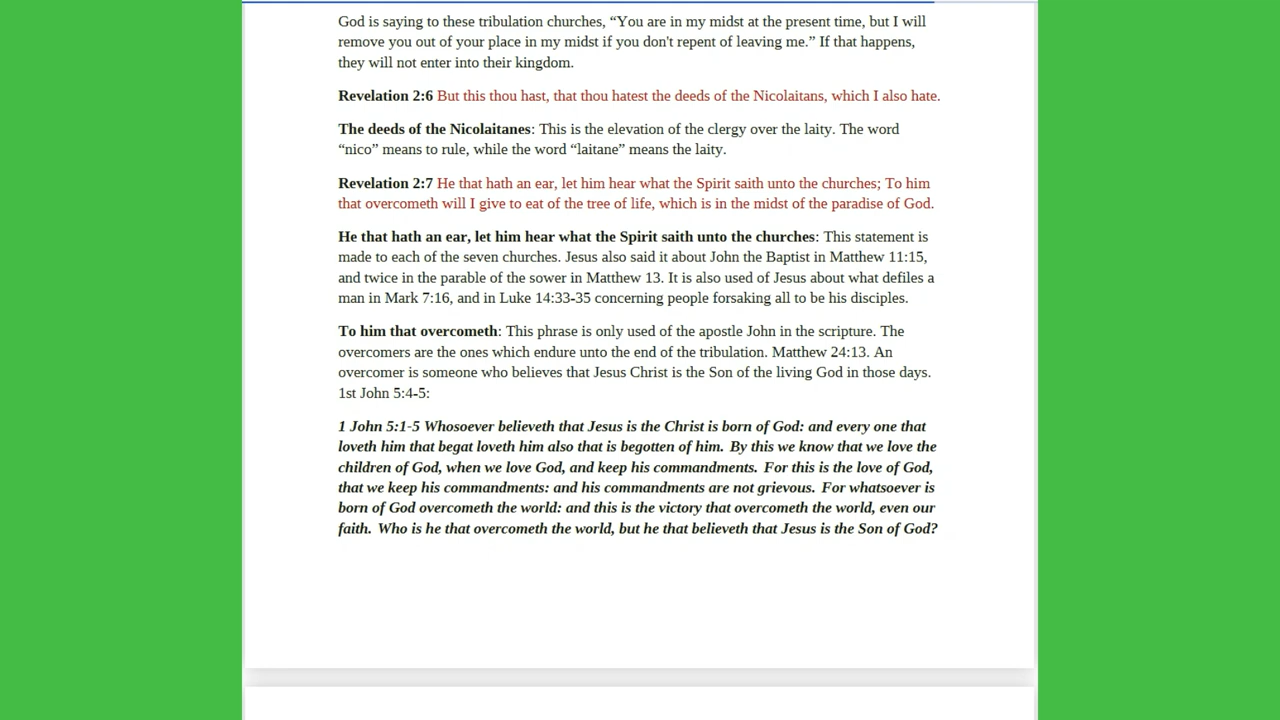 God is saying to these tribulation churches, “You are in my midst at the present time, but I will
remove you out of your place in my midst if you don't repent of leaving me.” If that happens,
they will not enter into their kingdom.
Revelation 2:6 But this thou hast, that thou hatest the deeds of the Nicolaitans, which I also hate.
The deeds of the Nicolaitanes: This is the elevation of the clergy over the laity. The word
“nico” means to rule, while the word “laitane” means the laity.
Revelation 2:7 He that hath an ear, let him hear what the Spirit saith unto the churches; To him
that overcometh will I give to eat of the tree of life, which is in the midst of the paradise of God.
He that hath an ear, let him hear what the Spirit saith unto the churches: This statement is
made to each of the seven churches. Jesus also said it about John the Baptist in Matthew 11:15,
and twice in the parable of the sower in Matthew 13. It is also used of Jesus about what defiles a
man in Mark 7:16, and in Luke 14:33-35 concerning people forsaking all to be his disciples.
To him that overcometh: This phrase is only used of the apostle John in the scripture. The
overcomers are the ones which endure unto the end of the tribulation. Matthew 24:13. An
overcomer is someone who believes that Jesus Christ is the Son of the living God in those days.
1st John 5:4-5:
1 John 5:1-5 Whosoever believeth that Jesus is the Christ is born of God: and every one that
loveth him that begat loveth him also that is begotten of him. By this we know that we love the
children of God, when we love God, and keep his commandments. For this is the love of God,
that we keep his commandments: and his commandments are not grievous. For whatsoever is
born of God overcometh the world: and this is the victory that overcometh the world, even our
faith. Who is he that overcometh the world, but he that believeth that Jesus is the Son of God?